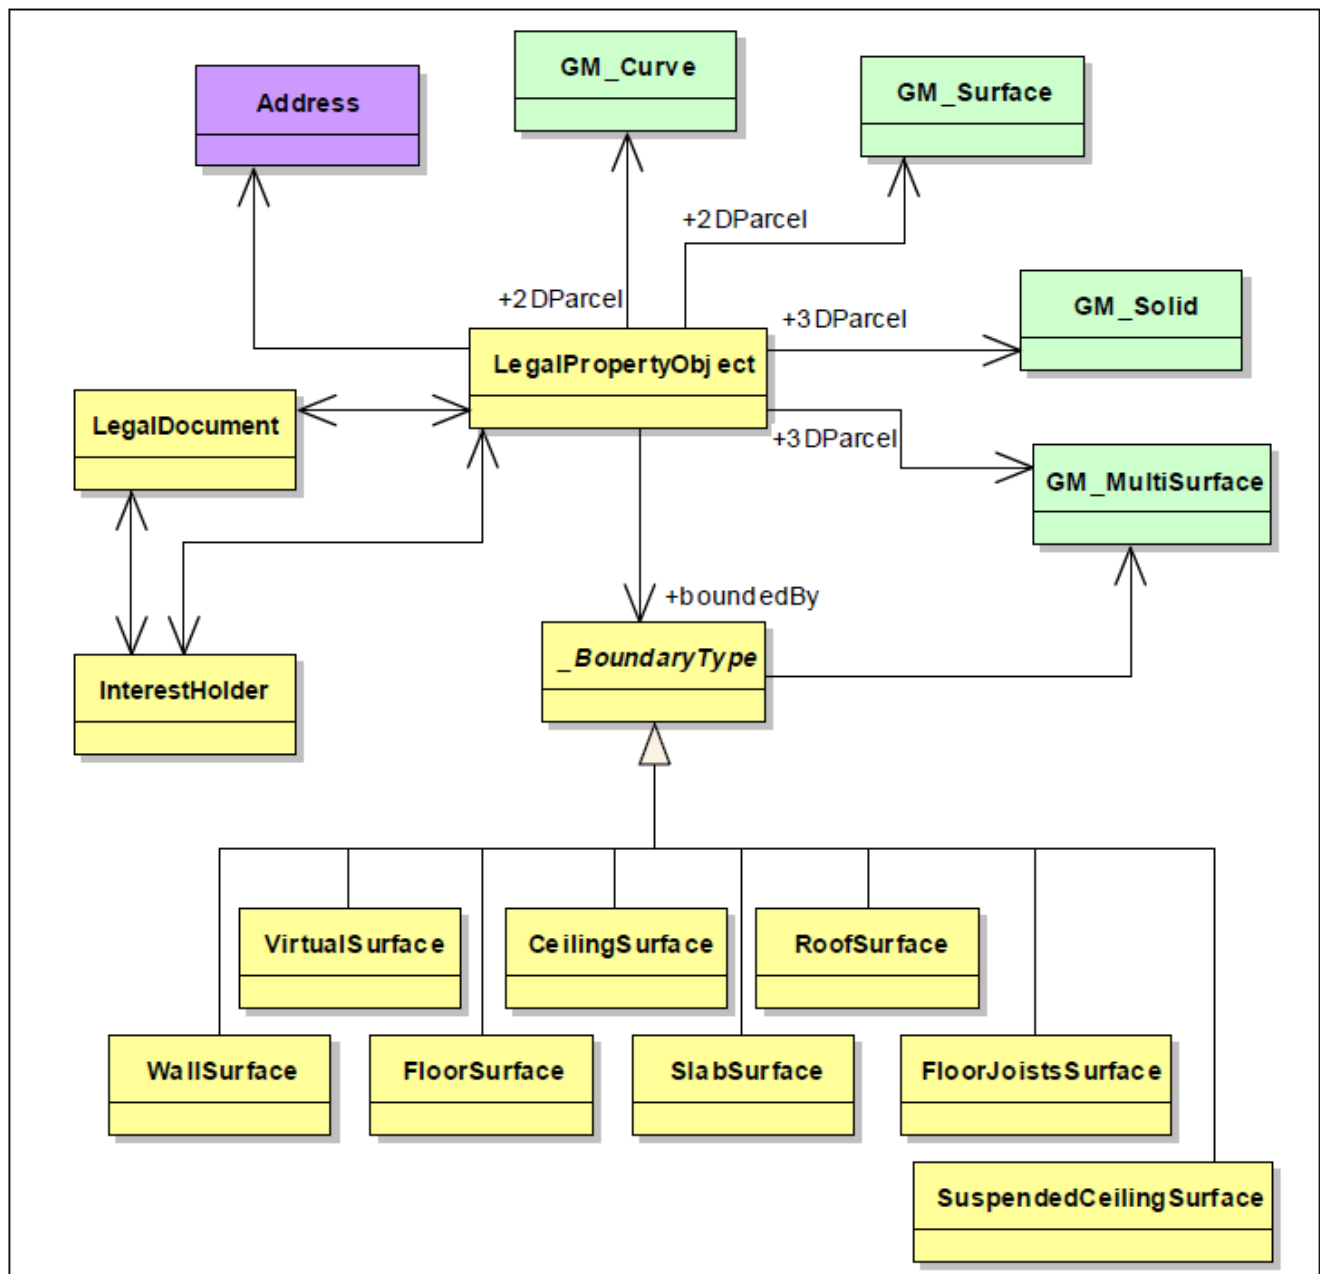 GM_Curve
Address
GM_Surface
+2DParcel
+2DParcel
GM_Solid
+3DParcel
LegalPropertyObject
LegalDocument
+3DParcel
GM_MultiSurface
+boundedBy
_BoundaryType
InterestHolder
VirtualSurface
CeilingSurface
RoofSurface
WallSurface
FloorSurface
SlabSurface
FloorJoistsSurface
SuspendedCeilingSurface